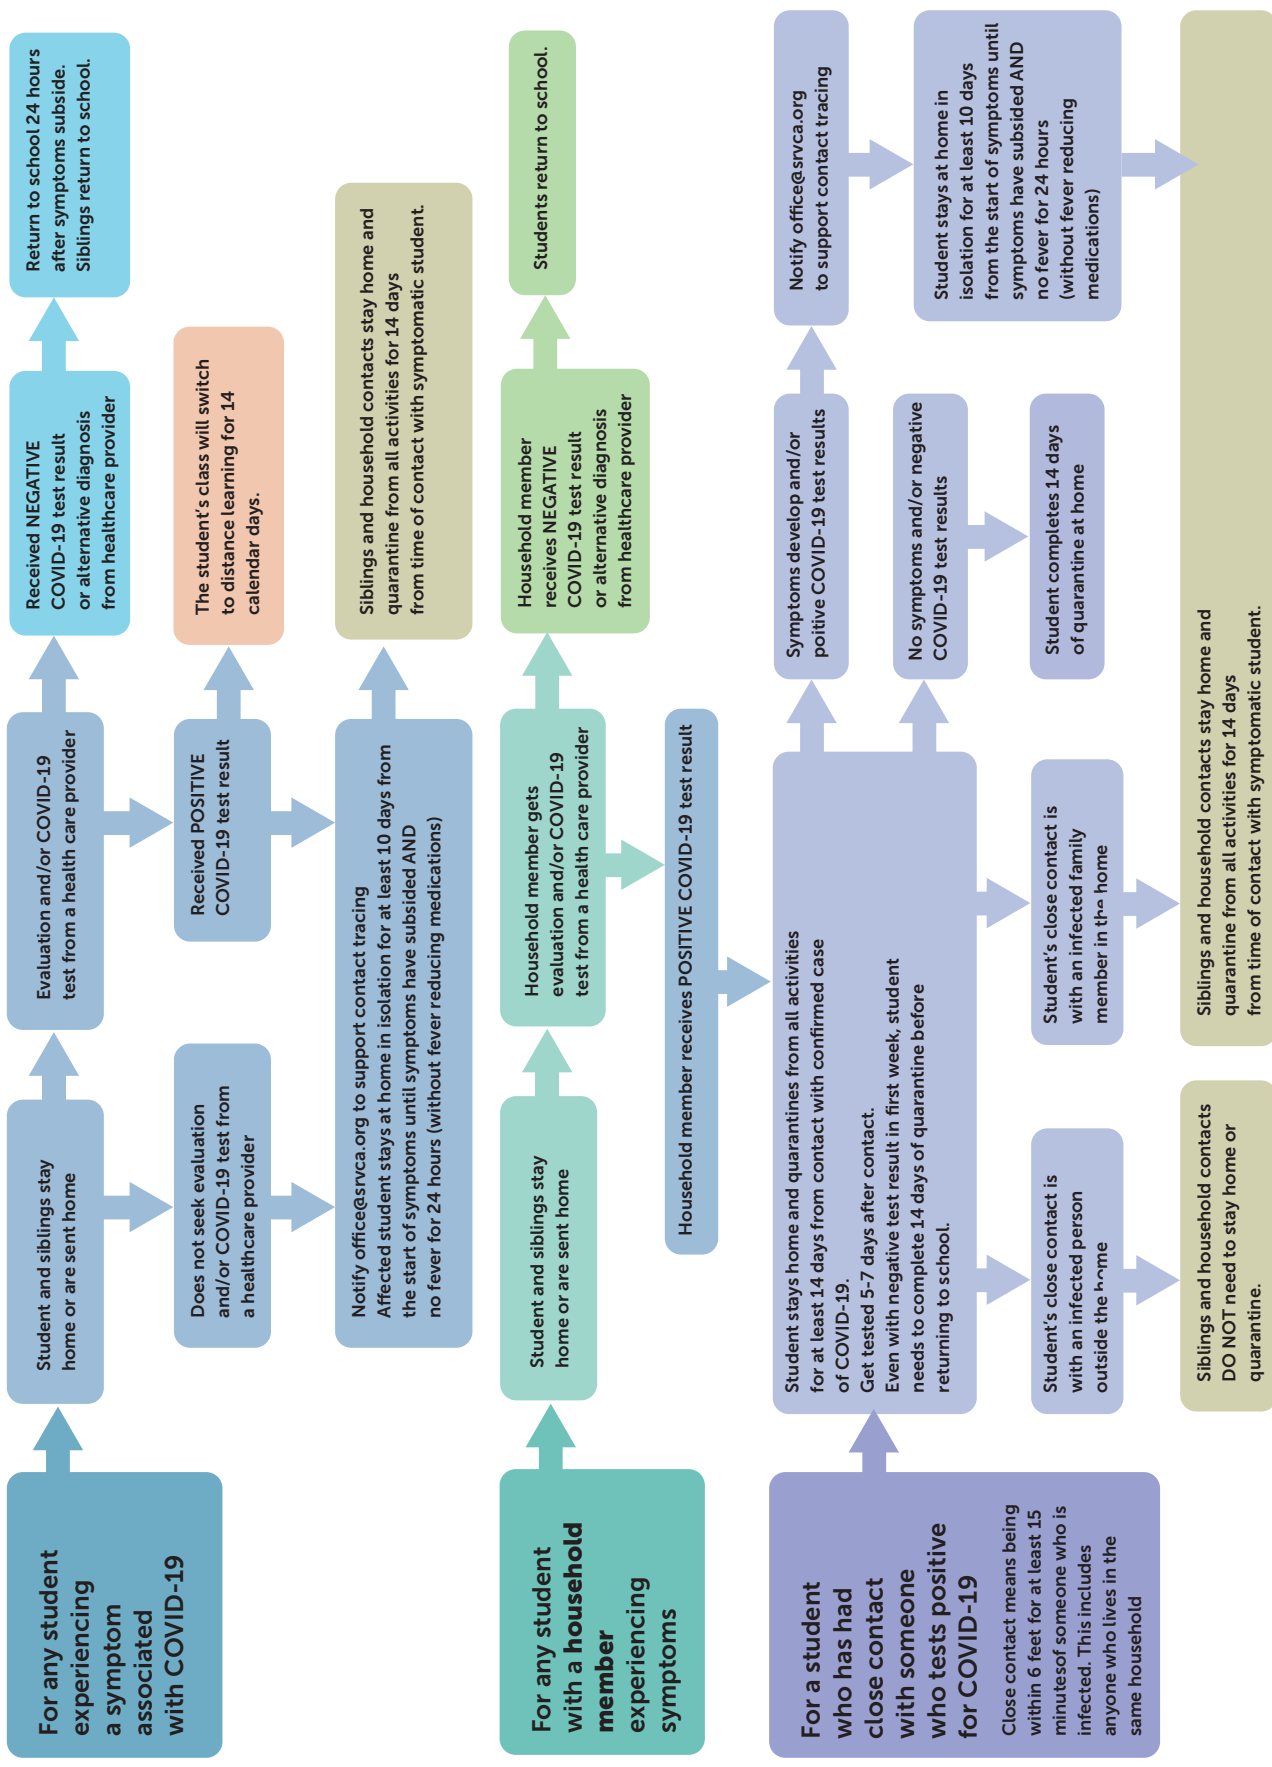 For any student
experiencing
a symptom
associated
with COVID-19
Student and siblings stay
home or are sent home
Evaluation and/or COVID-19
test from a health care provider
Received NEGATIVE
COVID-19 test result
or alternative diagnosis
from healthcare provider
Return to school 24 hours
after symptoms subside.
Siblings return to school.
Does not seek evaluation
and/or COVID-19 test from
a healthcare provider
Received POSITIVE
COVID-19 test result
The student's class will switch
to distance learning for 14
calendar days.
Notify office@srvca.org to support contact tracing
Affected student stays at home in isolation for at least 10 days from
the start of symptoms until symptoms have subsided AND
no fever for 24 hours (without fever reducing medications)
Siblings and household contacts stay home and
quarantine from all activities for 14 days
from time of contact with symptomatic student.
For any student
with a household
member
experiencing
symptoms
Student and siblings stay
home or are sent home
Household member gets
evaluation and/or COVID-19
test from a health care provider
Household member
receives NEGATIVE
COVID-19 test result
or alternative diagnosis
from healthcare provider
Students return to school.
Household member receives POSITIVE COVID-19 test result
For a student
who has had
close contact
with someone
who tests positive
for COVID-19
Close contact means being
within 6 feet for at least 15
minutesof someone who is
infected. This includes
anyone who lives in the
same household
Student stays home and quarantines from all activities
for at least 14 days from contact with confirmed case
of COVID-19.
Get tested 5-7 days after contact.
Even with negative test result in first week, student
needs to complete 14 days of quarantine before
returning to school.
Symptoms develop and/or
poitive COVID-19 test results
Notify office@srvca.org
to support contact tracing
No symptoms and/or negative
COVID-19 test results
Student stays at home in
isolation for at least 10 days
from the start of symptoms until
symptoms have subsided AND
no fever for 24 hours
(without fever reducing
medications)
Student completes 14 days
of quarantine at home
Student's close contact is
with an infected person
outside the home
Student's close contact is
with an infected family
member in the home
Siblings and household contacts
DO NOT need to stay home or
quarantine.
Siblings and household contacts stay home and
quarantine from all activities for 14 days
from time of contact with symptomatic student.